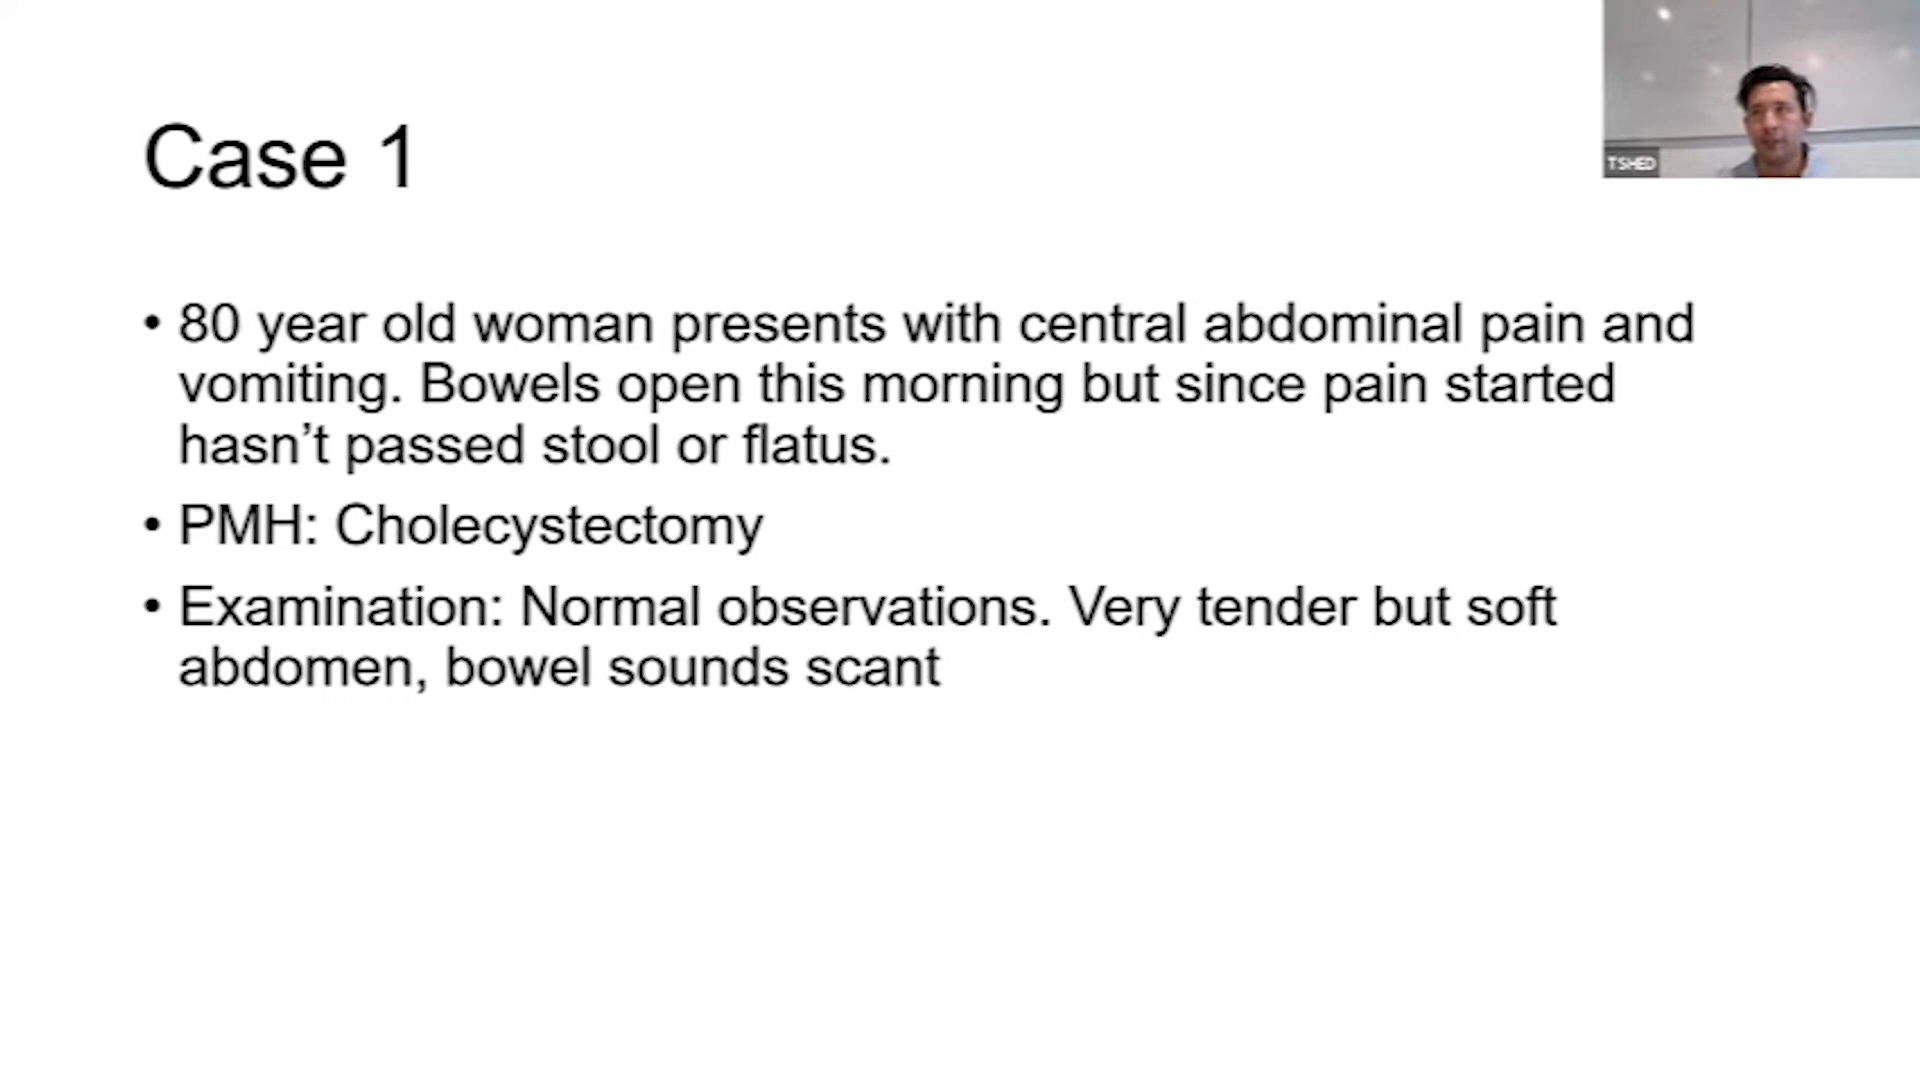 TSHED
Case 1
• 80 year old woman presents with central abdominal pain and
vomiting. Bowels open this morning but since pain started
hasn’t passed stool or flatus.
• PMH: Cholecystectomy
• Examination: Normal observations. Very tender but soft
abdomen, bowel sounds scant